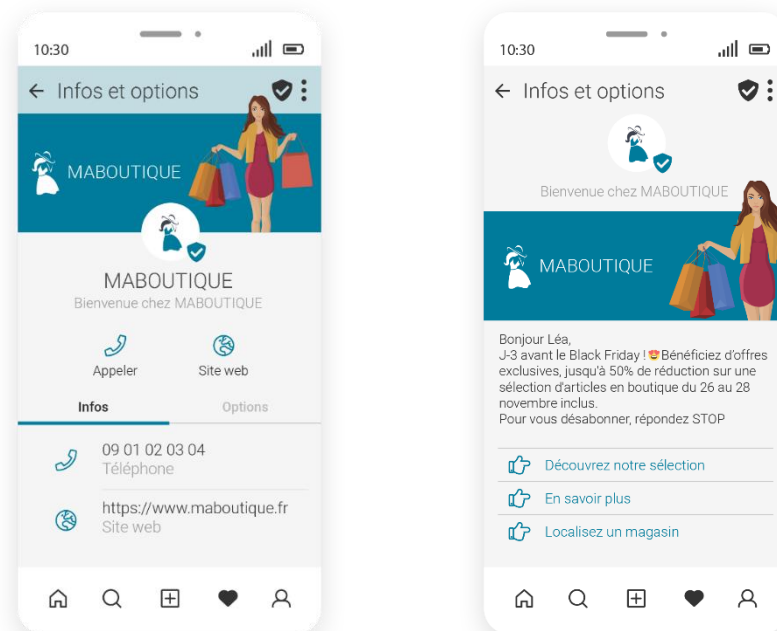 10:30
Infos et options
MABOUTIQUE
MABOUTIQUE
Bienvenue chez MABOUTIQUE
Appeler
Site web
Infos
Options
09 01 02 03 04
Téléphone
https://www.maboutique.fr
Site web
10:30
Infos et options
Bienvenue chez MABOUTIQUE
MABOUTIQUE
Bonjour Léa,
J-3 avant le Black Friday ! 😍 Bénéficiez d'offres
exclusives, jusqu'à 50% de réduction sur une
sélection d'articles en boutique du 26 au 28
novembre inclus.
Pour vous désabonner, répondez STOP
Découvrez notre sélection
En savoir plus
Localisez un magasin